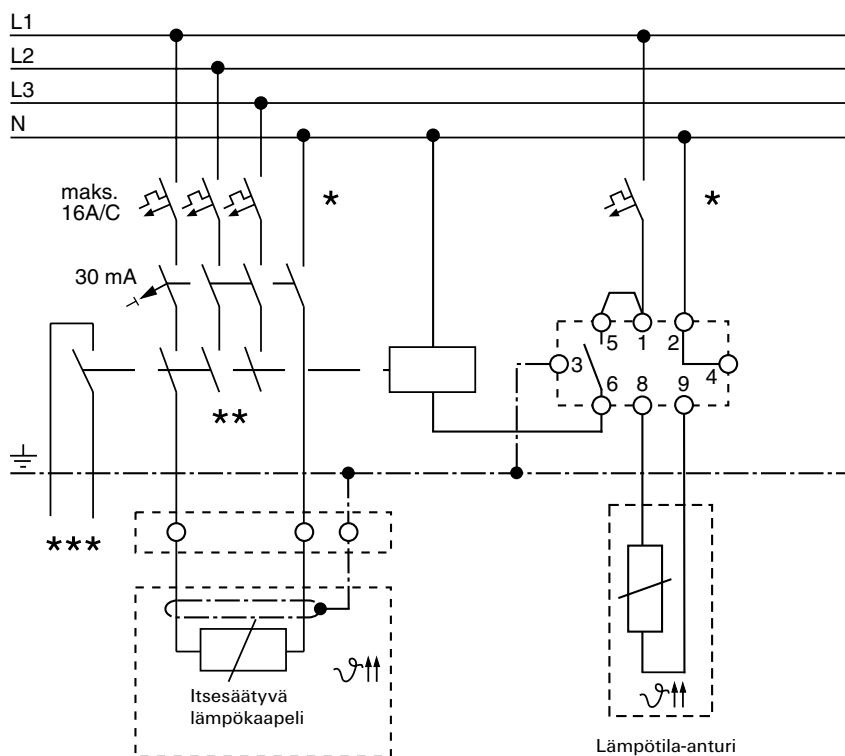 L1
L2
L3
N
maks.
16A/C
*
*
30 mA
5 1 2
3
4
6 8 9
**
***
Itsesäätyvä
lämpökaapeli
ϑ
ϑ
Lämpötila-anturi